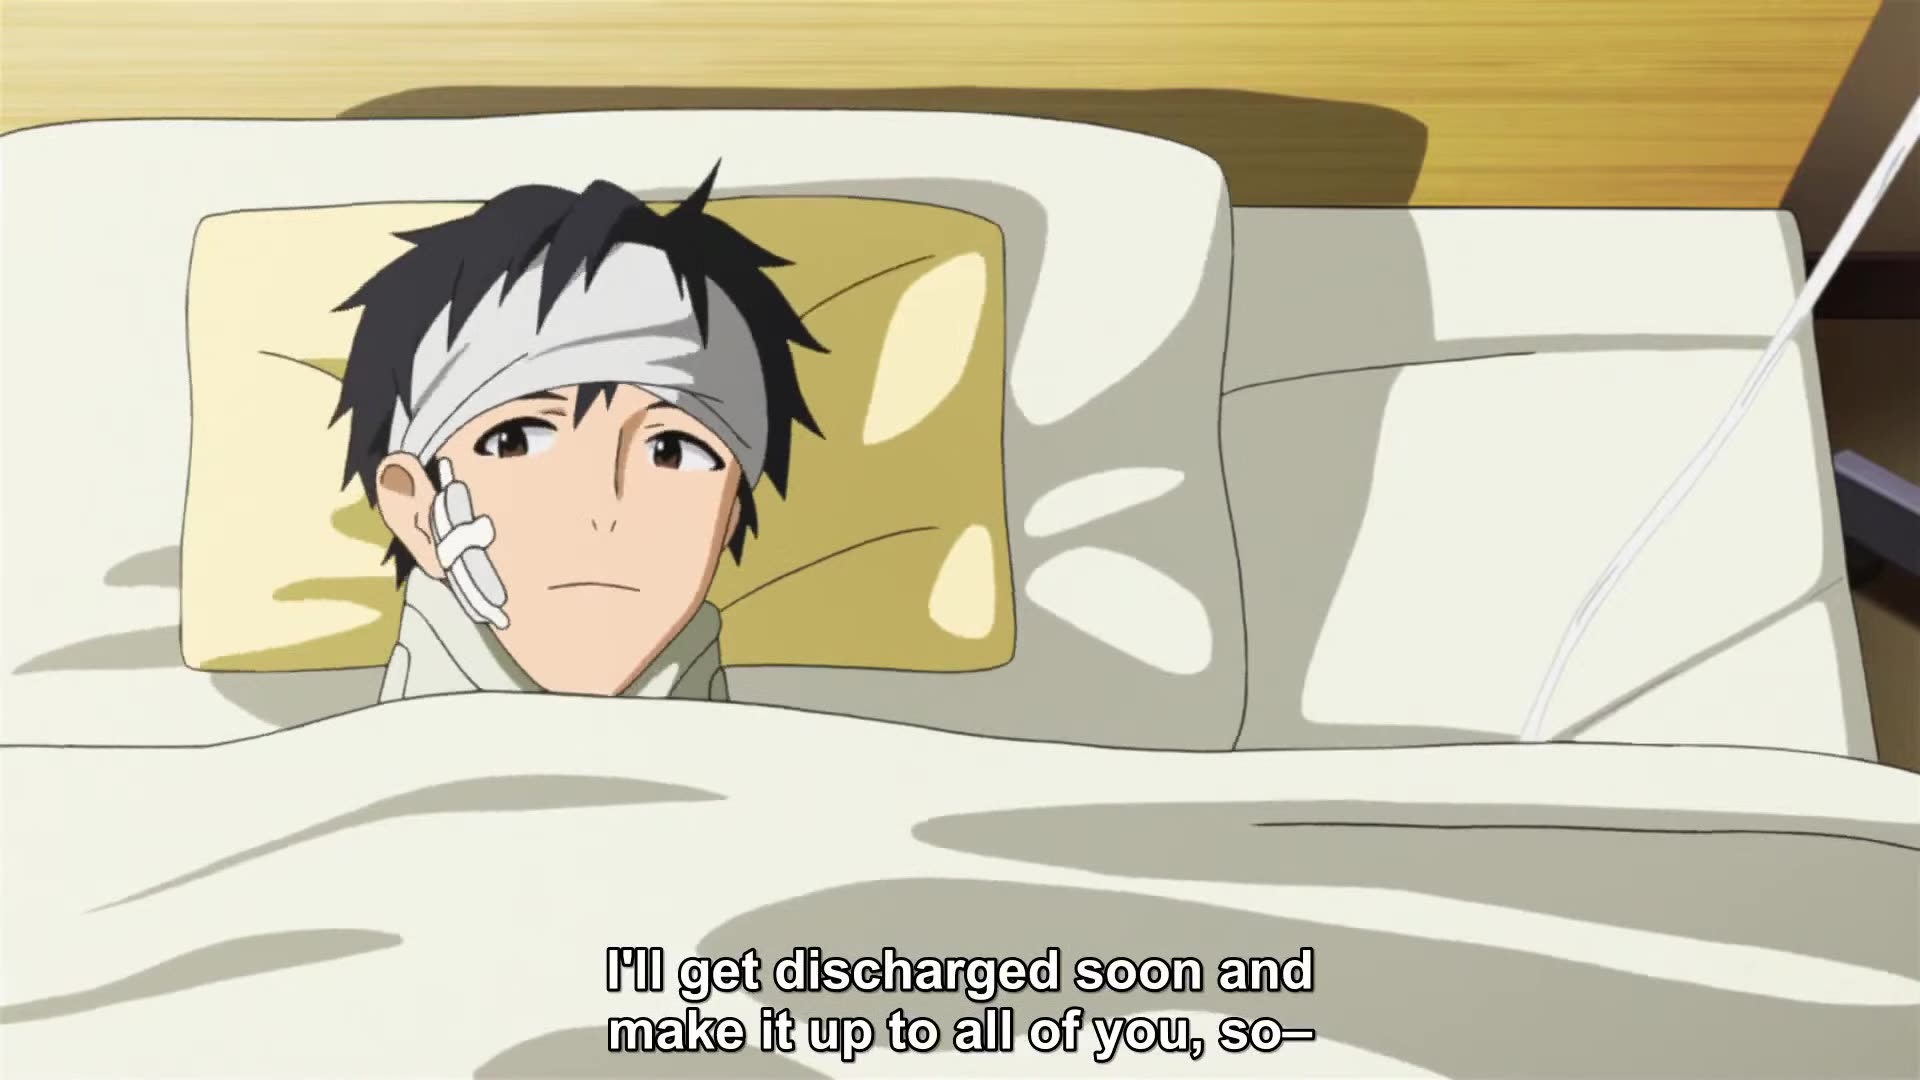 I'll get discharged soon and
make it up to all of you, so–